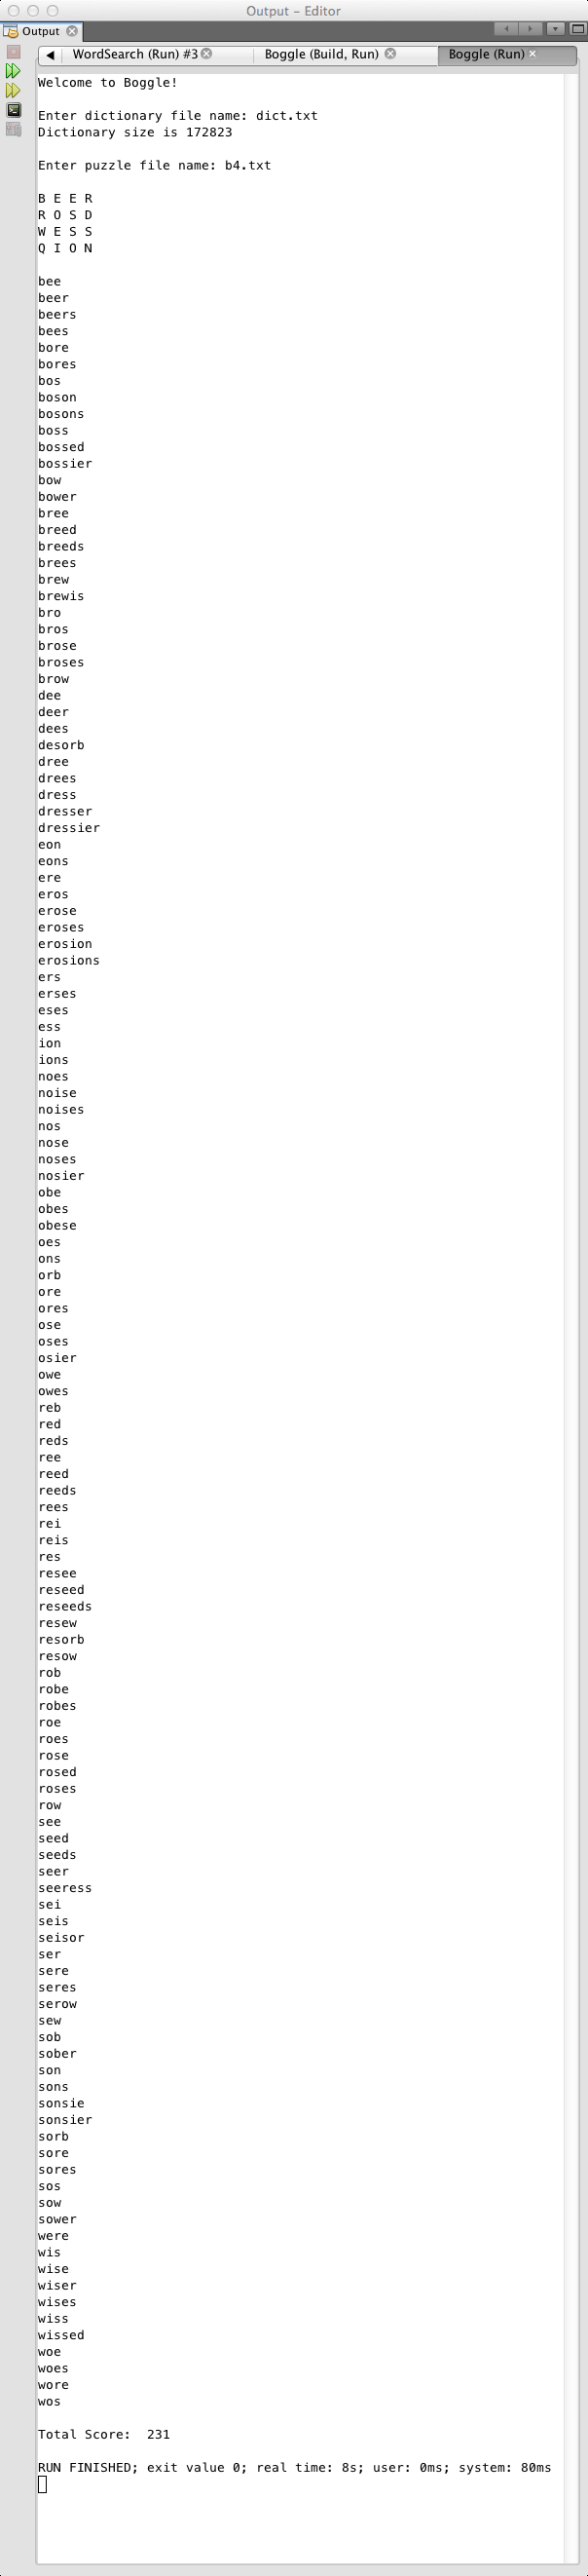 Output - Editor
Output
WordSearch (Run) #3 Boggle (Build, Run) Boggle (Run)
Welcome to Boggle!
Enter dictionary file name: dict.txt
Dictionary size is 172823
Enter puzzle file name: b4.txt
B E E R
R O S D
W E S S
Q I O N
bee
beer
beers
bees
bore
bores
bos
boson
bosons
boss
bossed
bossier
bow
bower
bree
breed
breeds
brees
brew
brewis
bro
bros
brose
broses
brow
dee
deer
dees
desorb
dree
drees
dress
dresser
dressier
eon
eons
ere
eros
erose
eroses
erosion
erosions
ers
erses
eses
ess
ion
ions
noes
noise
noises
nos
nose
noses
nosier
obe
obes
obese
oes
ons
orb
ore
ores
ose
oses
osier
owe
owes
reb
red
reds
ree
reed
reeds
rees
rei
reis
res
resee
reseed
reseeds
resew
resorb
resow
rob
robe
robes
roe
roes
rose
rosed
roses
row
see
seed
seeds
seer
seeress
sei
seis
seisor
ser
sere
seres
serow
sew
sob
sober
son
sons
sonsie
sonsier
sorb
sore
sores
sos
sow
sower
were
wis
wise
wiser
wises
wiss
wissed
woe
woes
wore
wos
Total Score:  231
RUN FINISHED; exit value 0; real time: 8s; user: 0ms; system: 80ms